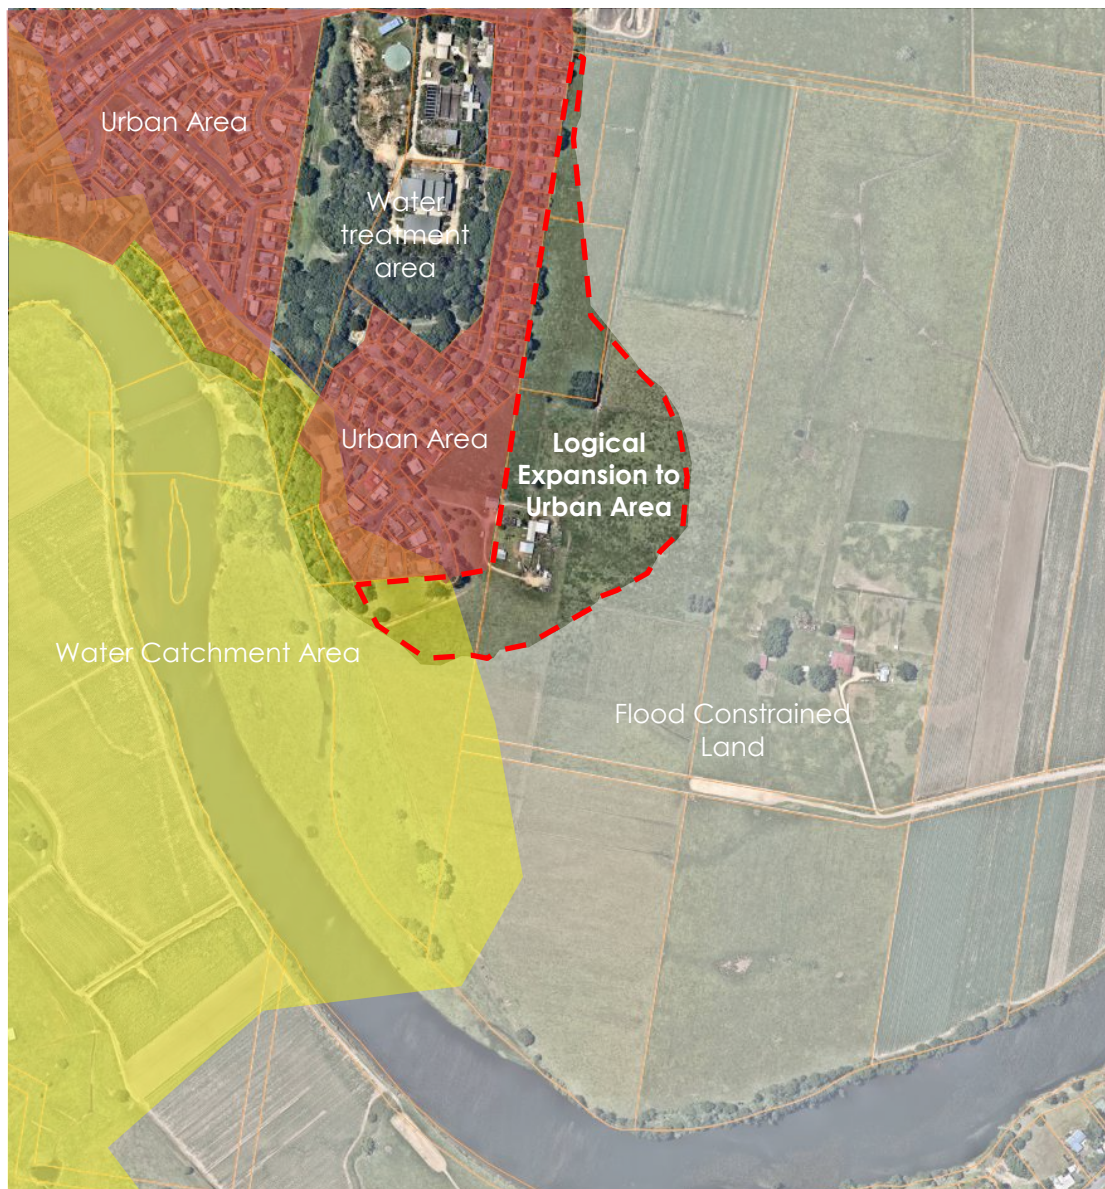 Urban Area
Water
treatment
area
Urban Area
Logical
Expansion to
Urban Area
Water Catchment Area
Flood Constrained
Land